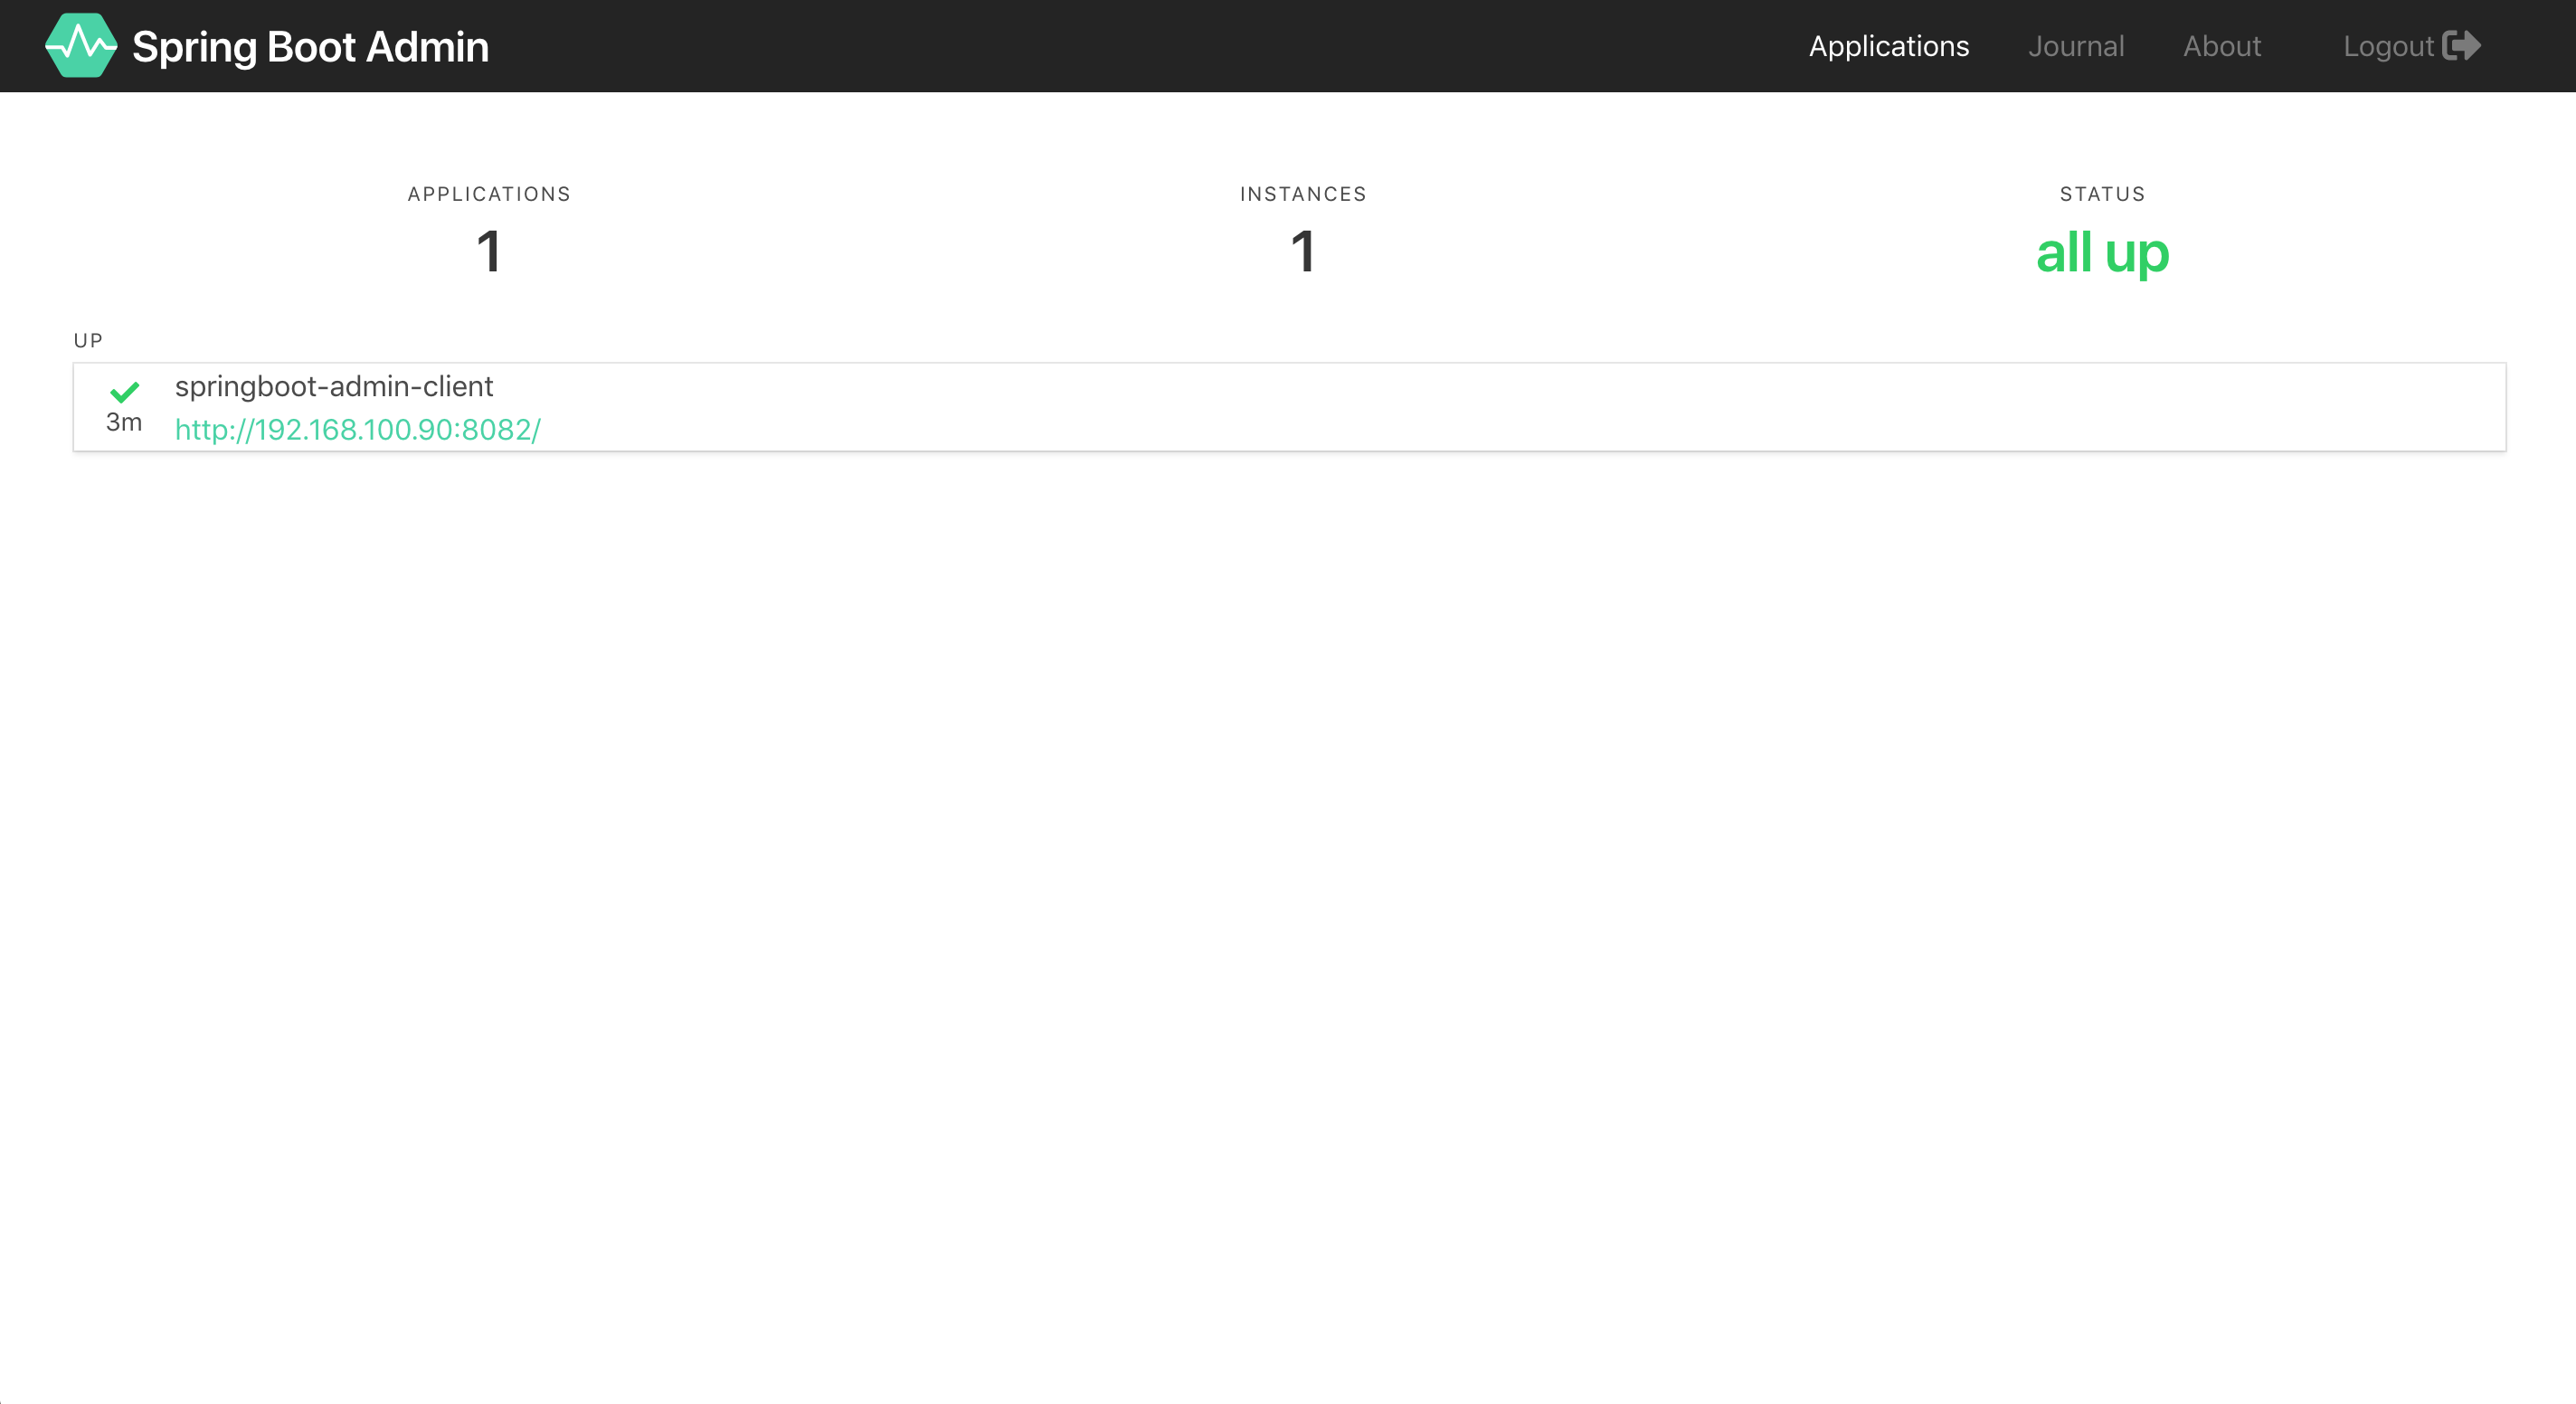 Spring Boot Admin
Applications
Journal
About
Logout
APPLICATIONS
1
INSTANCES
1
STATUS
all up
UP
springboot-admin-client
3m
http://192.168.100.90:8082/